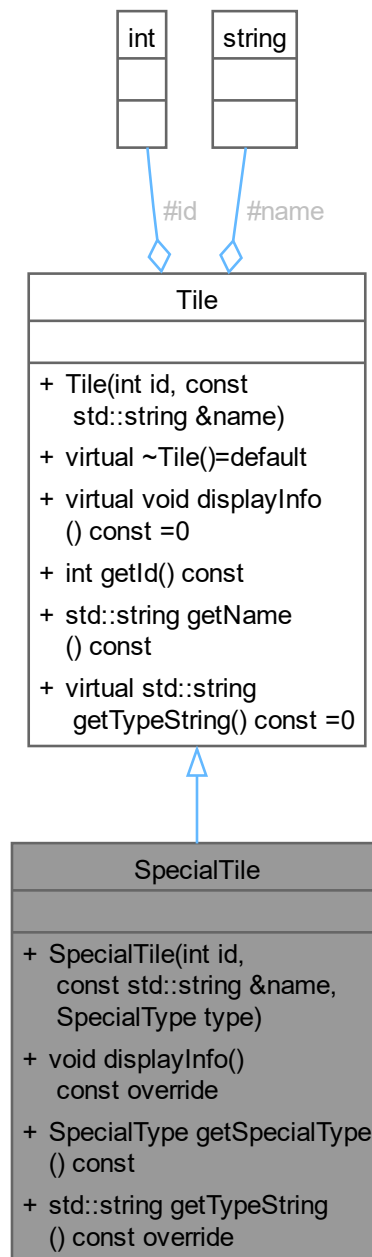 int
string
#id
#name
Tile
+ Tile(int id, const
std::string &name)
+ virtual ~Tile()=default
+ virtual void displayInfo
() const =0
+ int getId() const
+ std::string getName
() const
+ virtual std::string
getTypeString() const =0
SpecialTile
+ SpecialTile(int id,
const std::string &name,
SpecialType type)
+ void displayInfo()
const override
+ SpecialType getSpecialType
() const
+ std::string getTypeString
() const override